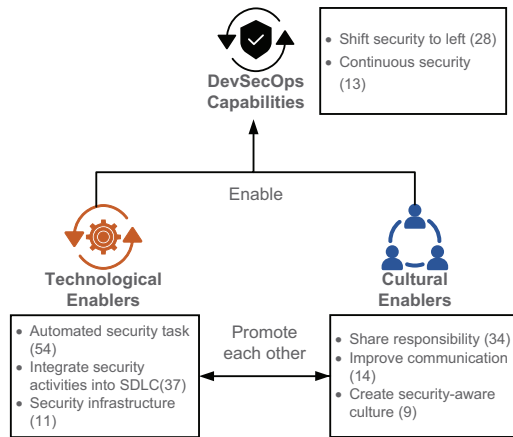 DevSecOps
Capabilities
• Shift security to left (28)
• Continuous security
(13)
Enable
Technological
Enablers
• Automated security task
(54)
• Integrate security
activities into SDLC(37)
• Security infrastructure
(11)
Promote
each other
Cultural
Enablers
• Share responsibility (34)
• Improve communication
(14)
• Create security-aware
culture (9)